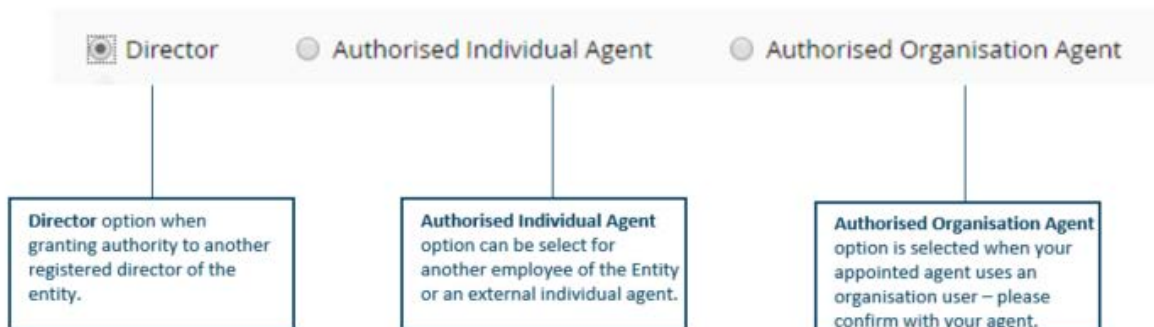 Director Authorised Individual Agent Authorised Organisation Agent
Director option when
granting authority to another
registered director of the
entity.
Authorised Individual Agent
option can be select for
another employee of the Entity
or an external individual agent.
Authorised Organisation Agent
option is selected when your
appointed agent uses an
organisation user – please
confirm with your agent.